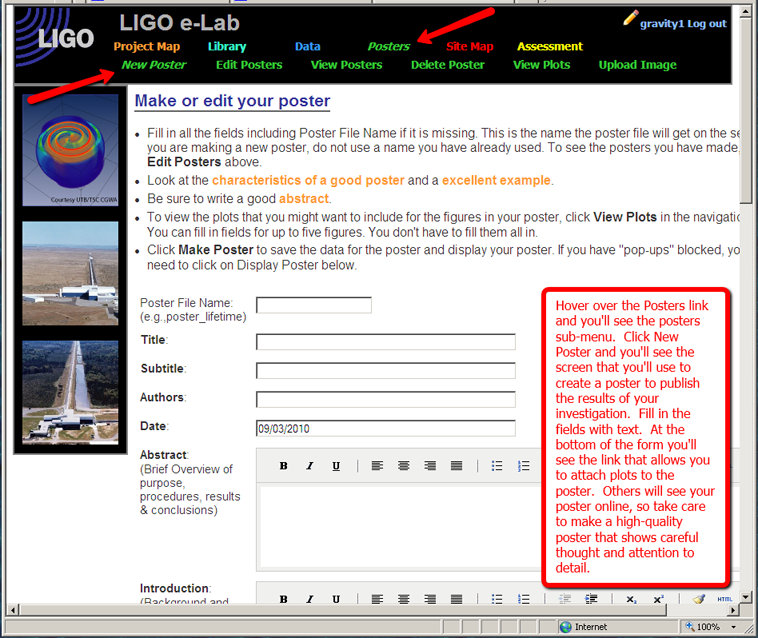 LIGO
LIGO e-Lab
gravity1 Log out
Project Map Library Data Posters Site Map Assessment
New Poster Edit Posters View Posters Delete Poster View Plots Upload Image
Courtesy UTB/TSC CGWA
Make or edit your poster
Fill in all the fields including Poster File Name if it is missing. This is the name the poster file will get on the se
you are making a new poster, do not use a name you have already used. To see the posters you have made,
Edit Posters above.
Look at the characteristics of a good poster and a excellent example.
Be sure to write a good abstract.
To view the plots that you might want to include for the figures in your poster, click View Plots in the navigatio
You can fill in fields for up to five figures. You don't have to fill them all in.
Click Make Poster to save the data for the poster and display your poster. If you have "pop-ups" blocked, yo
need to click on Display Poster below.
Poster File Name:
(e.g.,poster_lifetime)
Title:
Subtitle:
Authors:
Date: 09/03/2010
Abstract:
(Brief Overview of
purpose,
procedures, results
& conclusions)
B I U
Hover over the Posters link
and you'll see the posters
sub-menu. Click New
Poster and you'll see the
screen that you'll use to
create a poster to publish
the results of your
investigation. Fill in the
fields with text. At the
bottom of the form you'll
see the link that allows you
to attach plots to the
poster. Others will see your
poster online, so take care
to make a high-quality
poster that shows careful
thought and attention to
detail.
Introduction:
(Background and
B I U x₂ x² HTML
Internet 100%